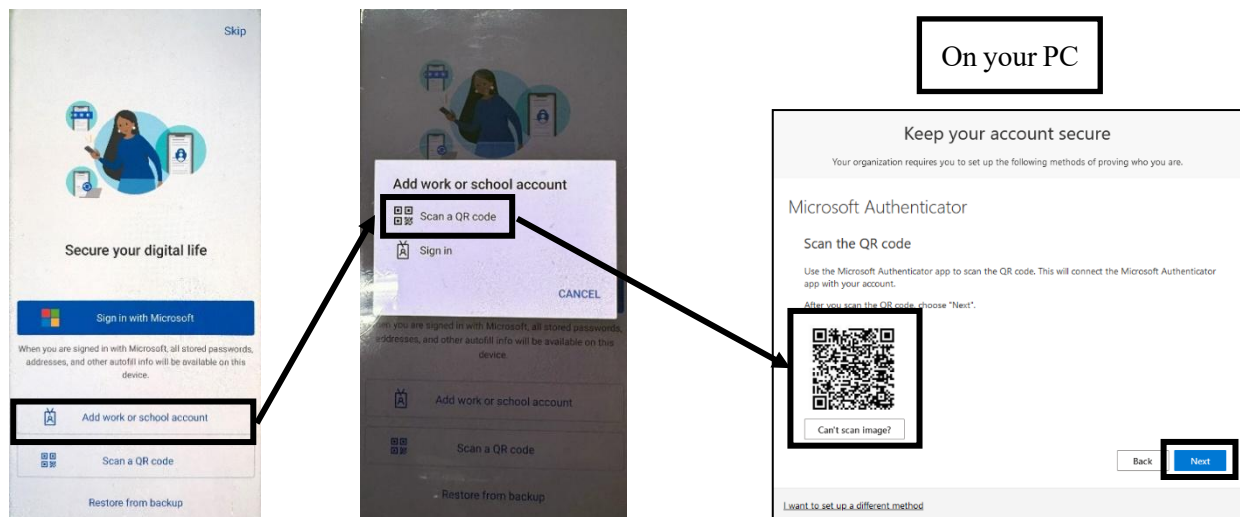 Skip
Secure your digital life
Sign in with Microsoft
When you are signed in with Microsoft, all stored passwords,
addresses, and other autofill info will be available on this
device.
Add work or school account
Scan a QR code
Restore from backup
Add work or school account
Scan a QR code
Sign in
CANCEL
When you are signed in with Microsoft, all stored passwords,
addresses, and other autofill info will be available on this
device.
Add work or school account
Scan a QR code
Restore from backup
On your PC
Keep your account secure
Your organization requires you to set up the following methods of proving who you are.
Microsoft Authenticator
Scan the QR code
Use the Microsoft Authenticator app to scan the QR code. This will connect the Microsoft Authenticator
app with your account.
After you scan the QR code, choose "Next".
Can't scan image?
Back
Next
I want to set up a different method